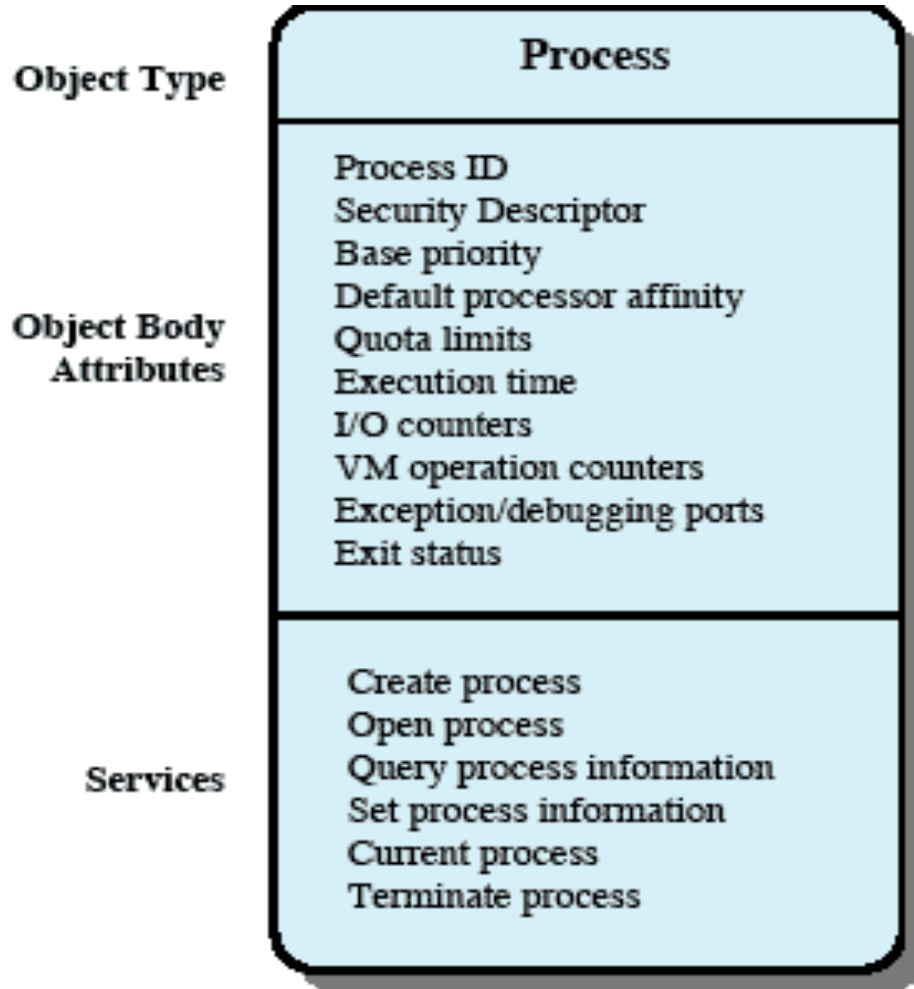 Object Type
Process
Object Body
Attributes
Process ID
Security Descriptor
Base priority
Default processor affinity
Quota limits
Execution time
I/O counters
VM operation counters
Exception/debugging ports
Exit status
Services
Create process
Open process
Query process information
Set process information
Current process
Terminate process